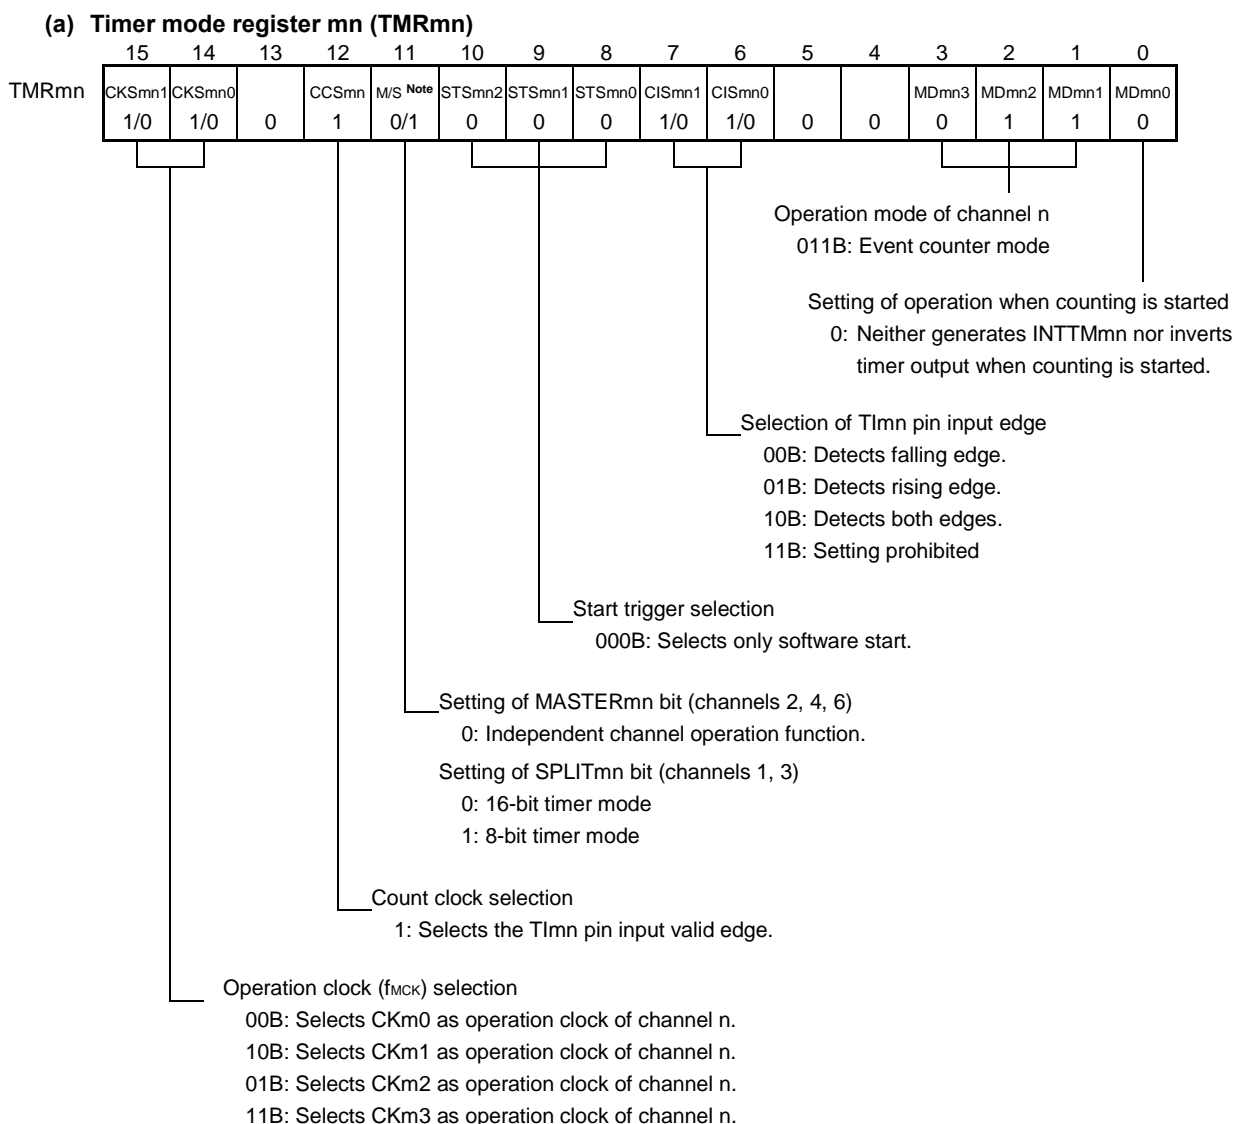 (a) Timer mode register mn (TMRmn)
15 14 13 12 11 10 9 8 7 6 5 4 3 2 1 0
TMRmn CKSmn1 CKSmn0 CCSmn M/S Note STSmn2 STSmn1 STSmn0 CISmn1 CISmn0 MDmn3 MDmn2 MDmn1 MDmn0
1/0 1/0 0 1 0/1 0 0 0 1/0 1/0 0 0 0 1 1 0
Operation mode of channel n
011B: Event counter mode
Setting of operation when counting is started
0: Neither generates INTTMmn nor inverts
timer output when counting is started.
Selection of TImn pin input edge
00B: Detects falling edge.
01B: Detects rising edge.
10B: Detects both edges.
11B: Setting prohibited
Start trigger selection
000B: Selects only software start.
Setting of MASTERmn bit (channels 2, 4, 6)
0: Independent channel operation function.
Setting of SPLITmn bit (channels 1, 3)
0: 16-bit timer mode
1: 8-bit timer mode
Count clock selection
1: Selects the TImn pin input valid edge.
Operation clock (fMCK) selection
00B: Selects CKm0 as operation clock of channel n.
10B: Selects CKm1 as operation clock of channel n.
01B: Selects CKm2 as operation clock of channel n.
11B: Selects CKm3 as operation clock of channel n.